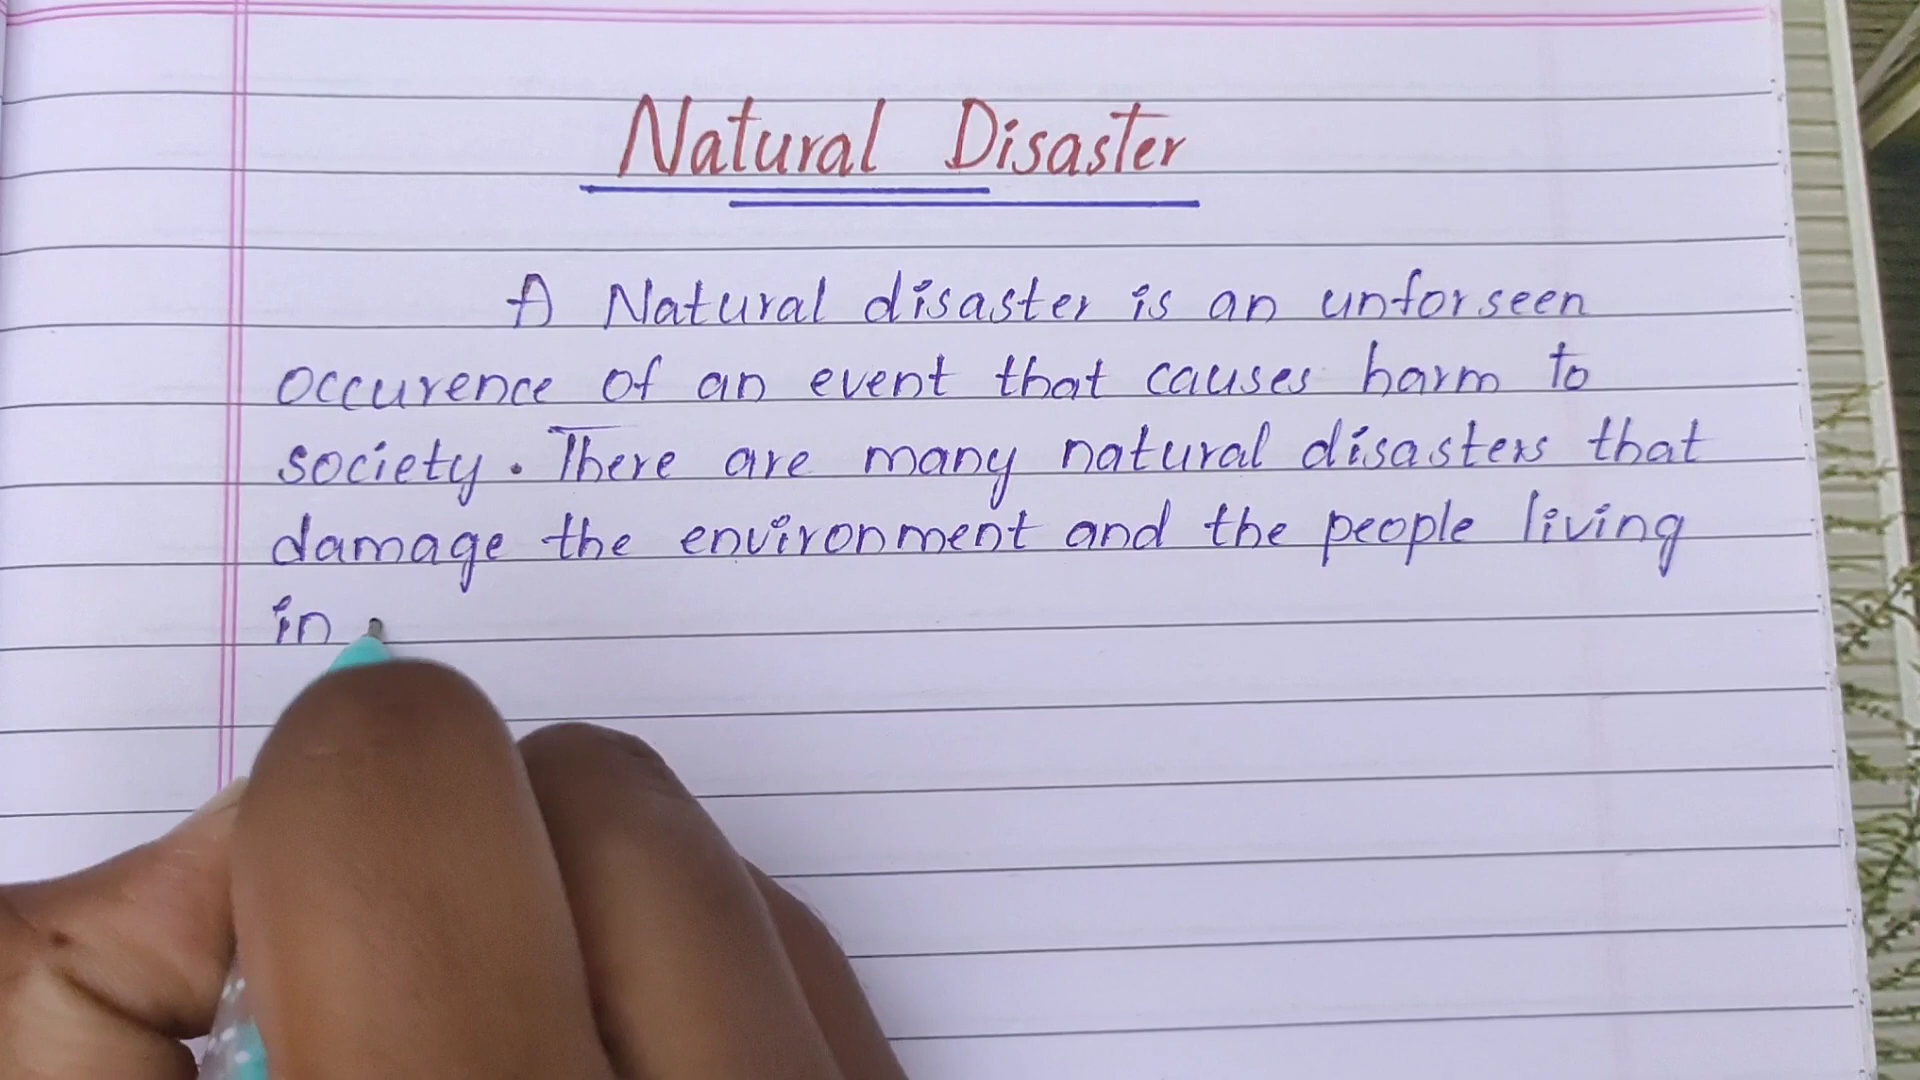 Natural Disaster
A Natural disaster is an unforseen
occurence of an event that causes harm to
society. There are many natural disasters that
damage the environment and the people living
in